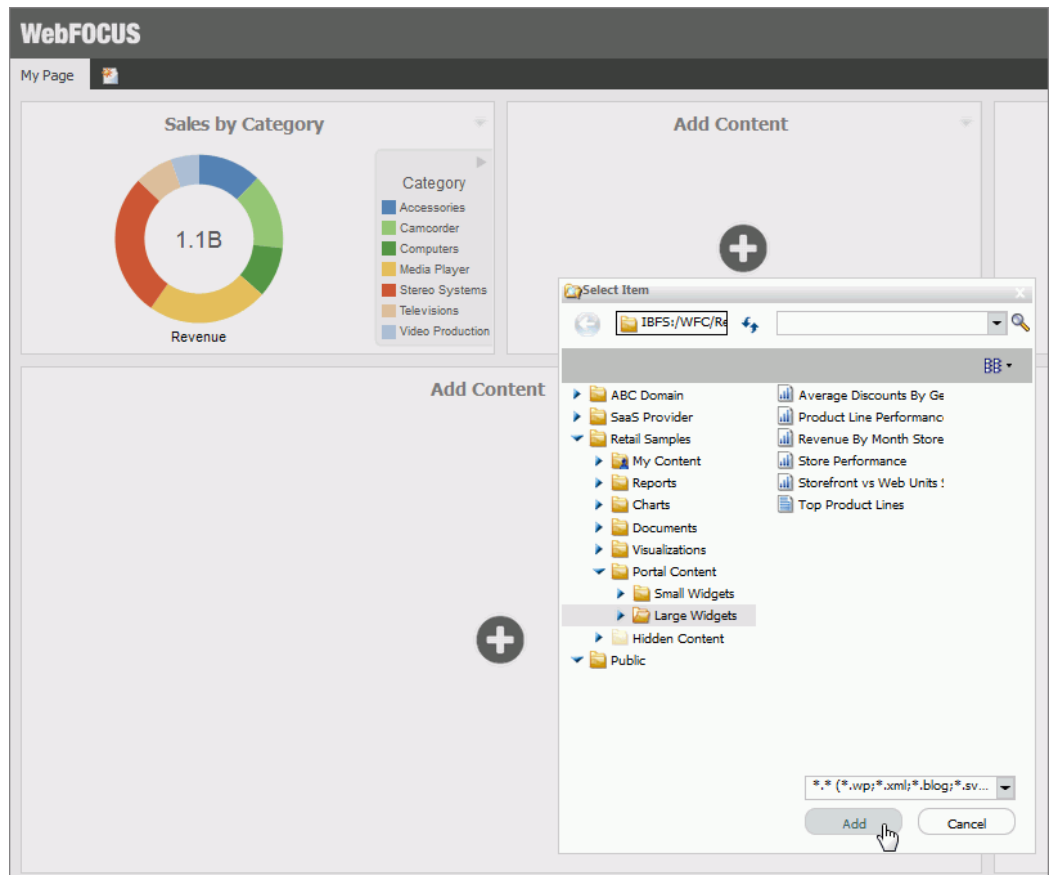 WebFOCUS
My Page
Sales by Category
1.1B
Revenue
Category
Accessories
Camcorder
Computers
Media Player
Stereo Systems
Televisions
Video Production
Add Content
Add Content
Select Item
IBFS:/WFC/Re
ABC Domain
SaaS Provider
Retail Samples
My Content
Reports
Charts
Documents
Visualizations
Portal Content
Small Widgets
Large Widgets
Hidden Content
Public
Average Discounts By Ge
Product Line Performanc
Revenue By Month Store
Store Performance
Storefront vs Web Units
Top Product Lines
*.* (*.wp;*.xml;*.blog;*.sv...
Add
Cancel